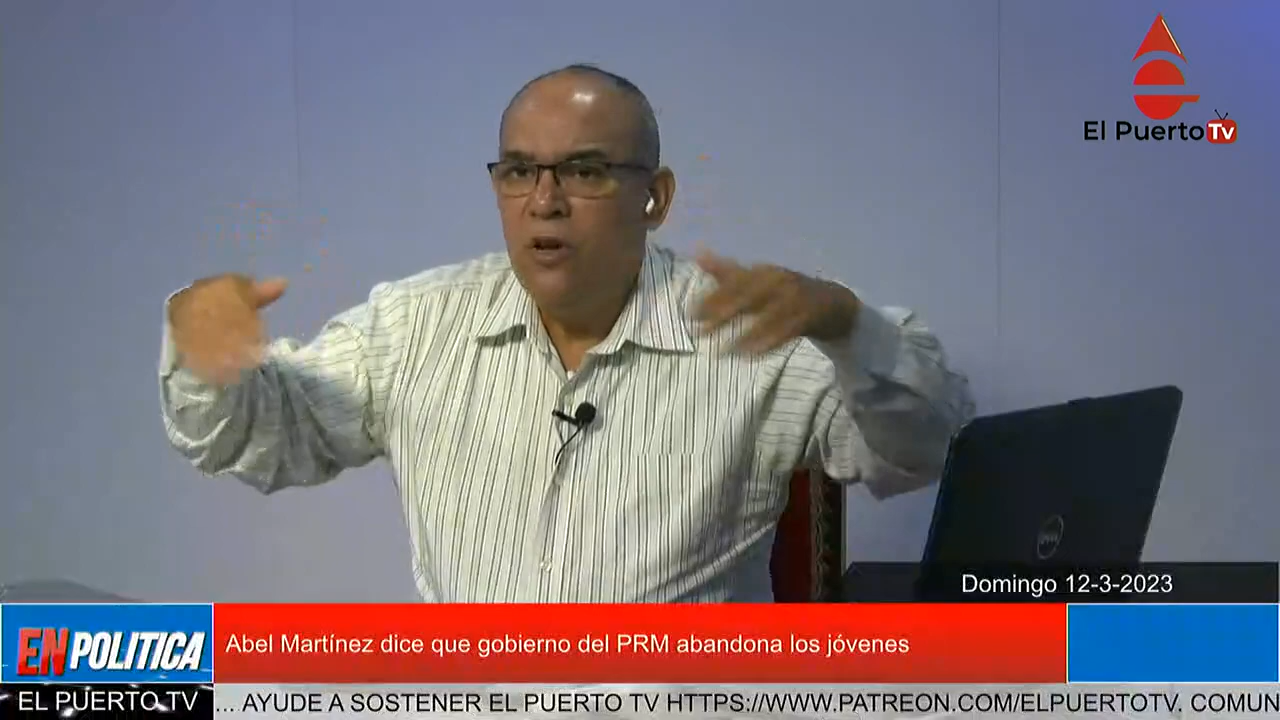 El Puerto Tv
DELL
Domingo 12-3-2023
EN POLITICA
Abel Martínez dice que gobierno del PRM abandona los jóvenes
EL PUERTO TV
... AYUDE A SOSTENER EL PUERTO TV HTTPS://WWW.PATREON.COM/ELPUERTOTV, COMUN